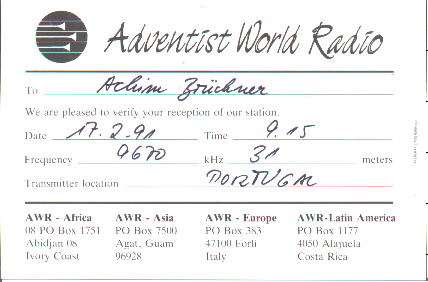 Adventist World Radio
To Achim Brückner
We are pleased to verify your reception of our station.
Date 17.2.91 Time 9.15
Frequency 9670 kHz 31 meters
Transmitter location PORTUGAL
AWR - Africa AWR - Asia AWR - Europe AWR-Latin America
08 PO Box 1751 PO Box 7500 PO Box 383 PO Box 1177
Abidjan 08 Agat, Guam 47100 Forli 4050 Alajuela
Ivory Coast 96928 Italy Costa Rica